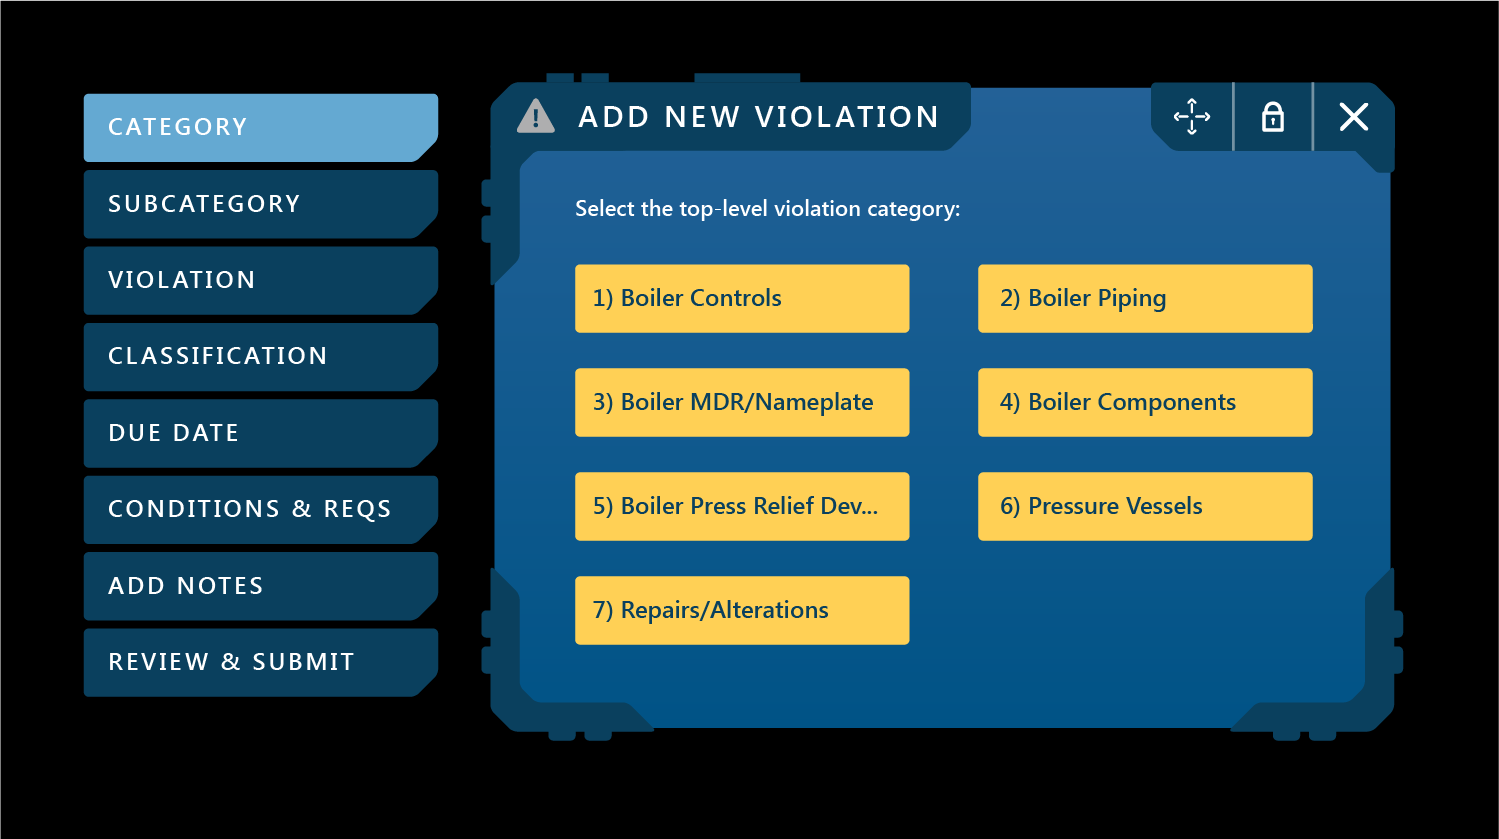 CATEGORY
SUBCATEGORY
VIOLATION
CLASSIFICATION
DUE DATE
CONDITIONS & REQS
ADD NOTES
REVIEW & SUBMIT
ADD NEW VIOLATION
Select the top-level violation category:
1) Boiler Controls
2) Boiler Piping
3) Boiler MDR/Nameplate
4) Boiler Components
5) Boiler Press Relief Dev...
6) Pressure Vessels
7) Repairs/Alterations